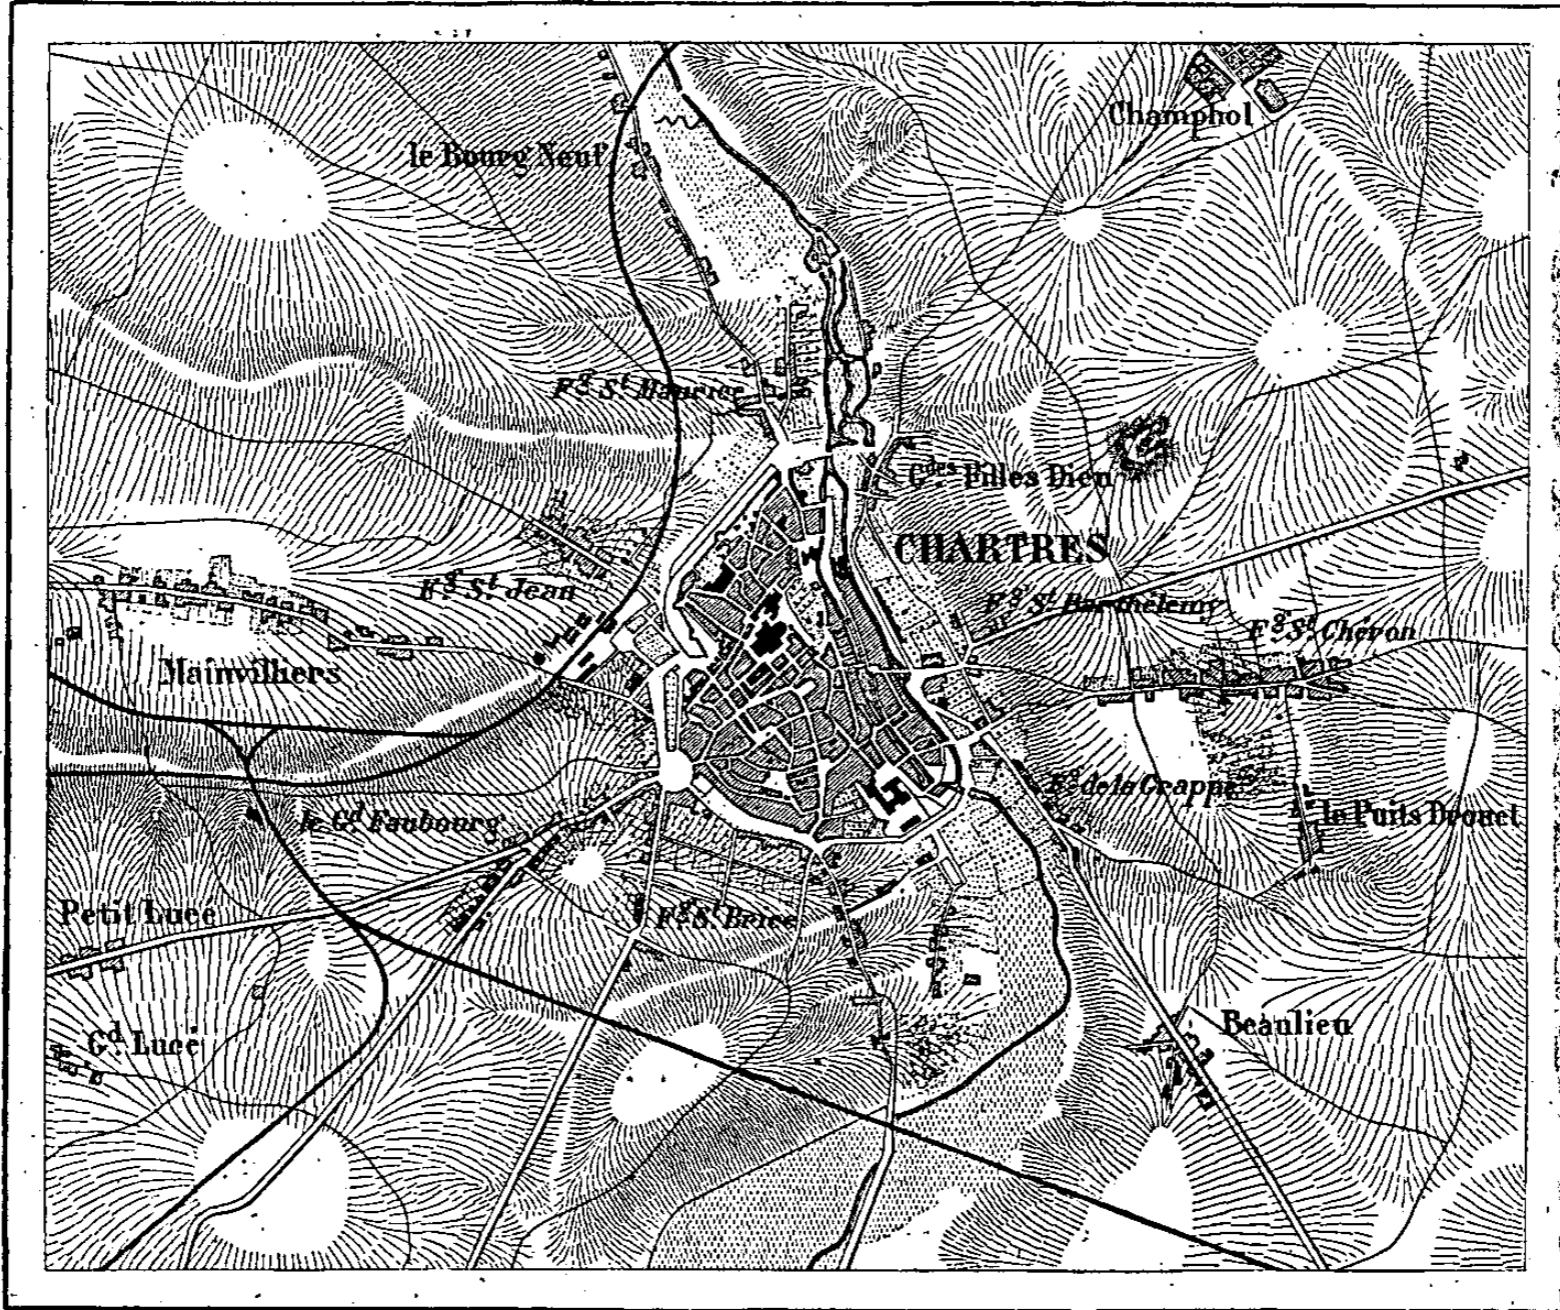 Champhol
le Bourg Neuf
Fg St Maurice
Gdes Filles Dieu
CHARTRES
Fg St Jean
Fg St Barthélemy
Fg St Chéron
Mainvilliers
Fg de la Grappe
le Puits Drouet
le Gd Faubourg
Petit Lucé
Fg St Brice
Gd Lucé
Beaulieu